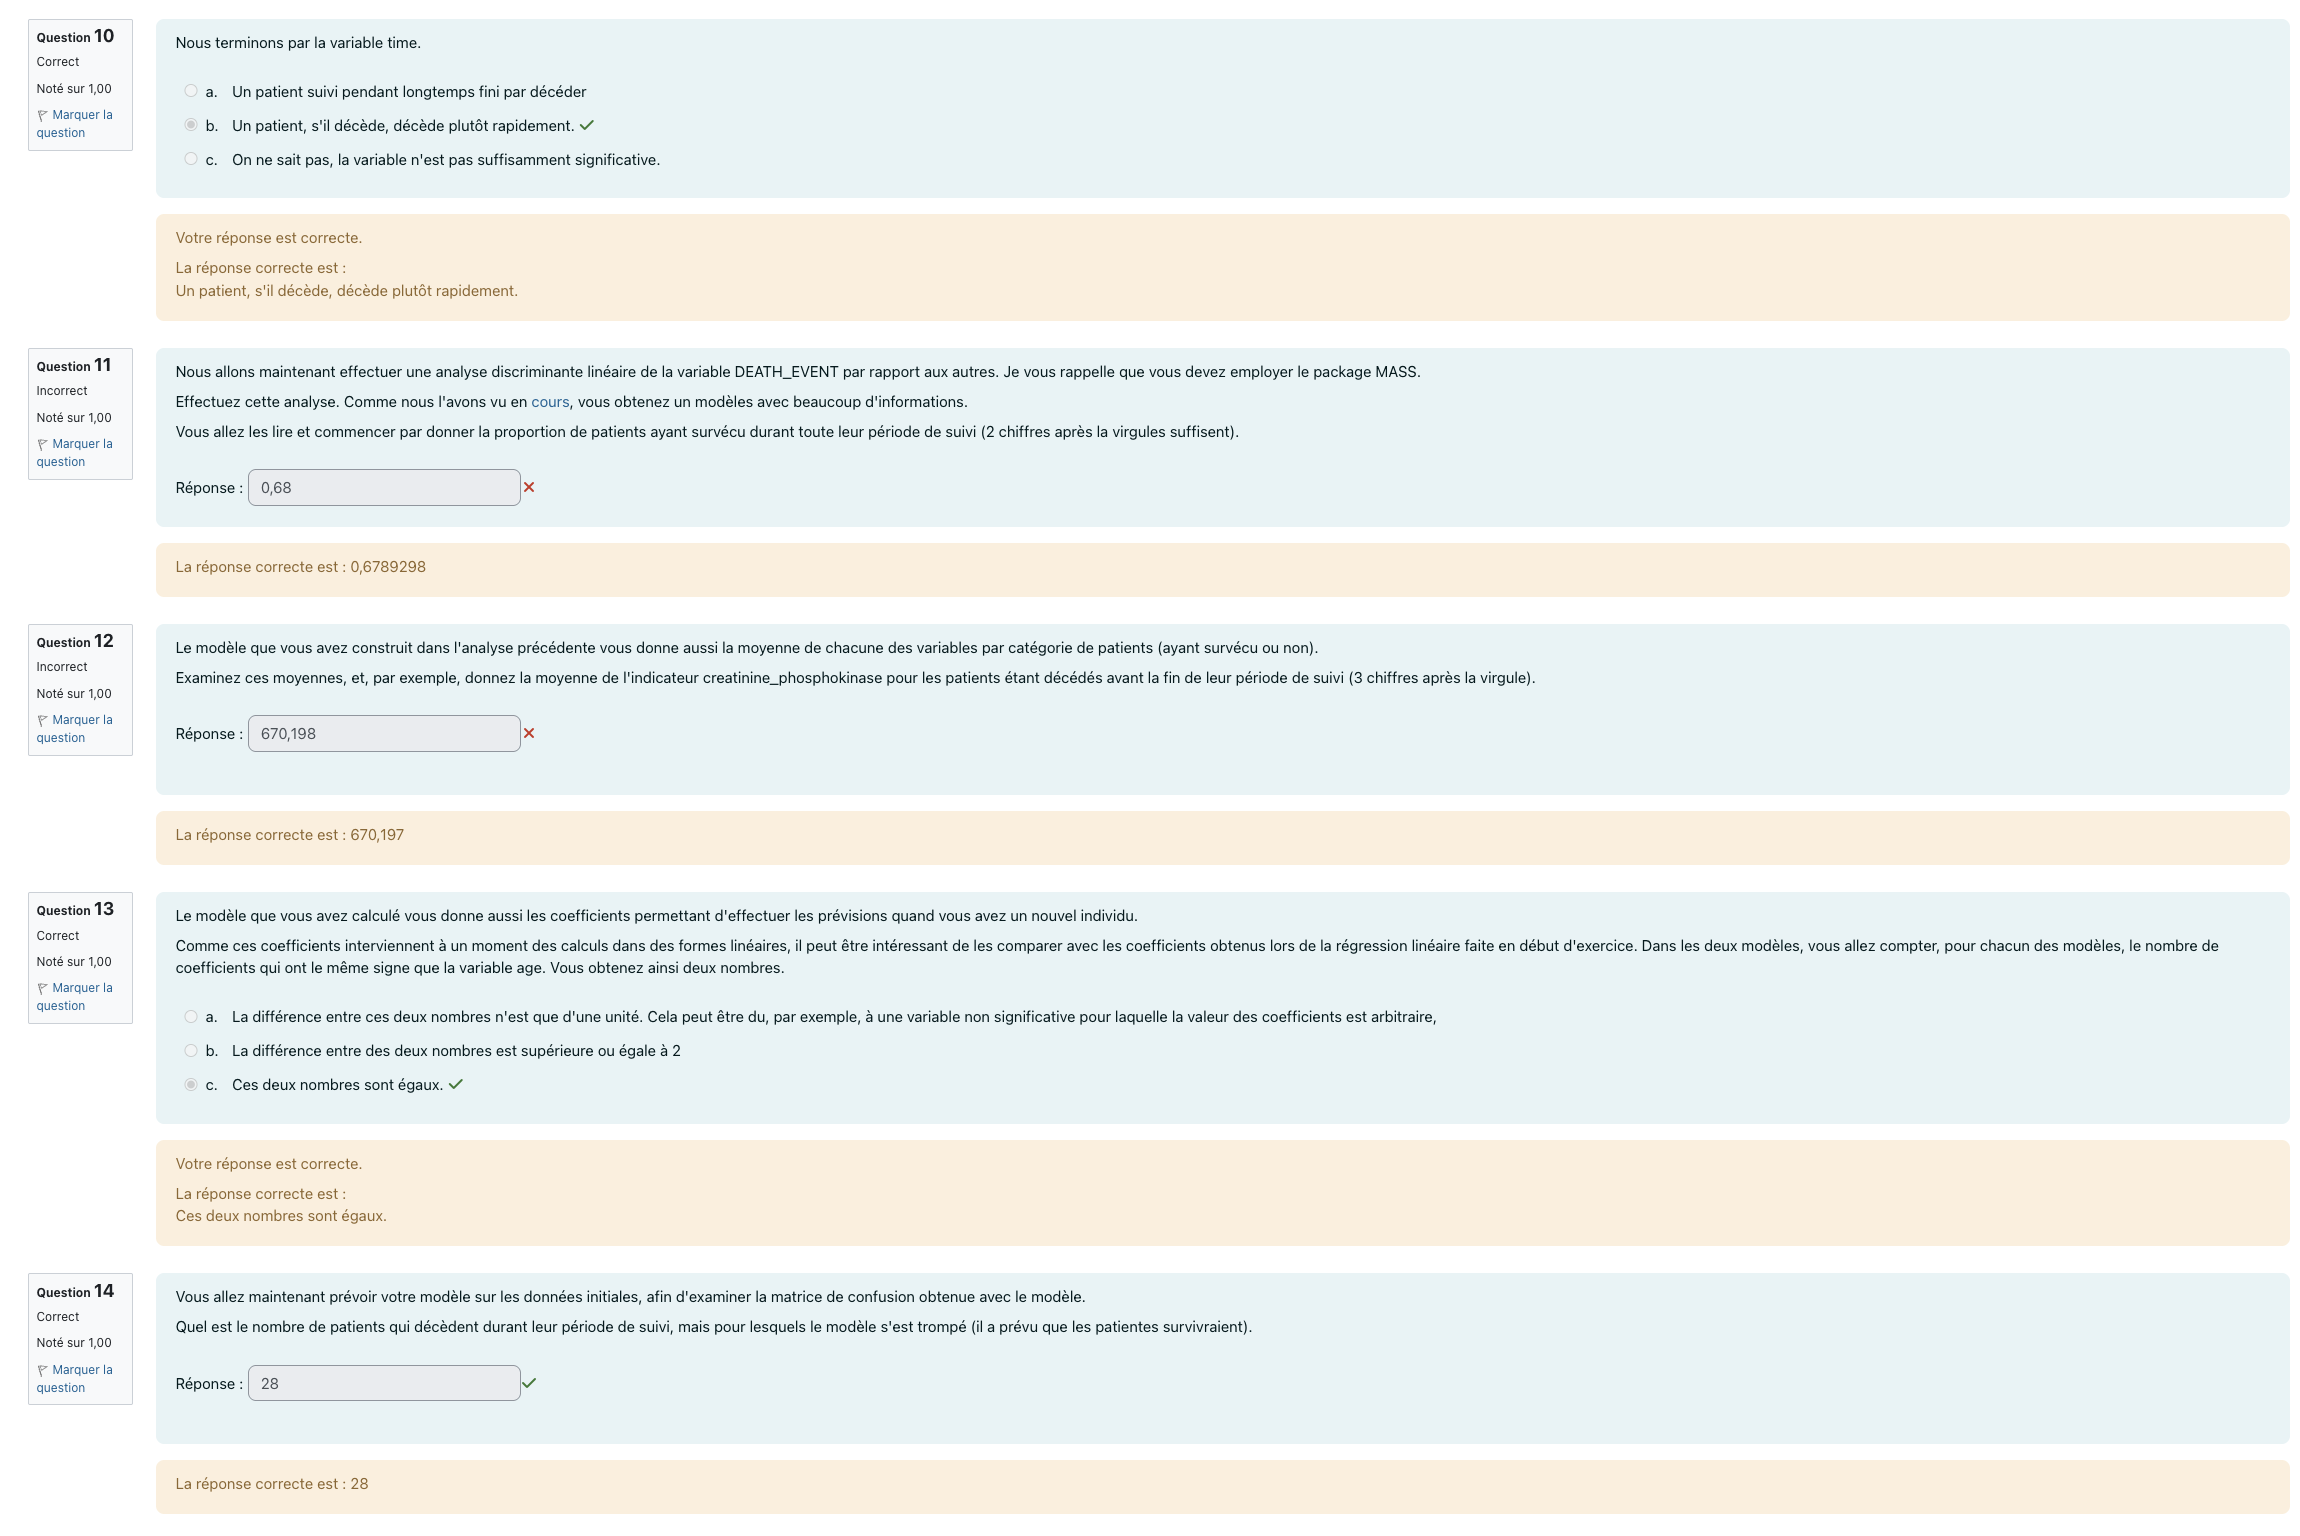 Question 10
Correct
Noté sur 1,00
Marquer la
question
Nous terminons par la variable time.
a. Un patient suivi pendant longtemps fini par décéder
b. Un patient, s'il décède, décède plutôt rapidement.
c. On ne sait pas, la variable n'est pas suffisamment significative.
Votre réponse est correcte.
La réponse correcte est :
Un patient, s'il décède, décède plutôt rapidement.
Question 11
Incorrect
Noté sur 1,00
Marquer la
question
Nous allons maintenant effectuer une analyse discriminante linéaire de la variable DEATH_EVENT par rapport aux autres. Je vous rappelle que vous devez employer le package MASS.
Effectuez cette analyse. Comme nous l'avons vu en cours, vous obtenez un modèles avec beaucoup d'informations.
Vous allez les lire et commencer par donner la proportion de patients ayant survécu durant toute leur période de suivi (2 chiffres après la virgules suffisent).
Réponse : 0,68
La réponse correcte est : 0,6789298
Question 12
Incorrect
Noté sur 1,00
Marquer la
question
Le modèle que vous avez construit dans l'analyse précédente vous donne aussi la moyenne de chacune des variables par catégorie de patients (ayant survécu ou non).
Examinez ces moyennes, et, par exemple, donnez la moyenne de l'indicateur creatinine_phosphokinase pour les patients étant décédés avant la fin de leur période de suivi (3 chiffres après la virgule).
Réponse : 670,198
La réponse correcte est : 670,197
Question 13
Correct
Noté sur 1,00
Marquer la
question
Le modèle que vous avez calculé vous donne aussi les coefficients permettant d'effectuer les prévisions quand vous avez un nouvel individu.
Comme ces coefficients interviennent à un moment des calculs dans des formes linéaires, il peut être intéressant de les comparer avec les coefficients obtenus lors de la régression linéaire faite en début d'exercice. Dans les deux modèles, vous allez compter, pour chacun des modèles, le nombre de
coefficients qui ont le même signe que la variable age. Vous obtenez ainsi deux nombres.
a. La différence entre ces deux nombres n'est que d'une unité. Cela peut être du, par exemple, à une variable non significative pour laquelle la valeur des coefficients est arbitraire,
b. La différence entre des deux nombres est supérieure ou égale à 2
c. Ces deux nombres sont égaux.
Votre réponse est correcte.
La réponse correcte est :
Ces deux nombres sont égaux.
Question 14
Correct
Noté sur 1,00
Marquer la
question
Vous allez maintenant prévoir votre modèle sur les données initiales, afin d'examiner la matrice de confusion obtenue avec le modèle.
Quel est le nombre de patients qui décèdent durant leur période de suivi, mais pour lesquels le modèle s'est trompé (il a prévu que les patientes survivraient).
Réponse : 28
La réponse correcte est : 28